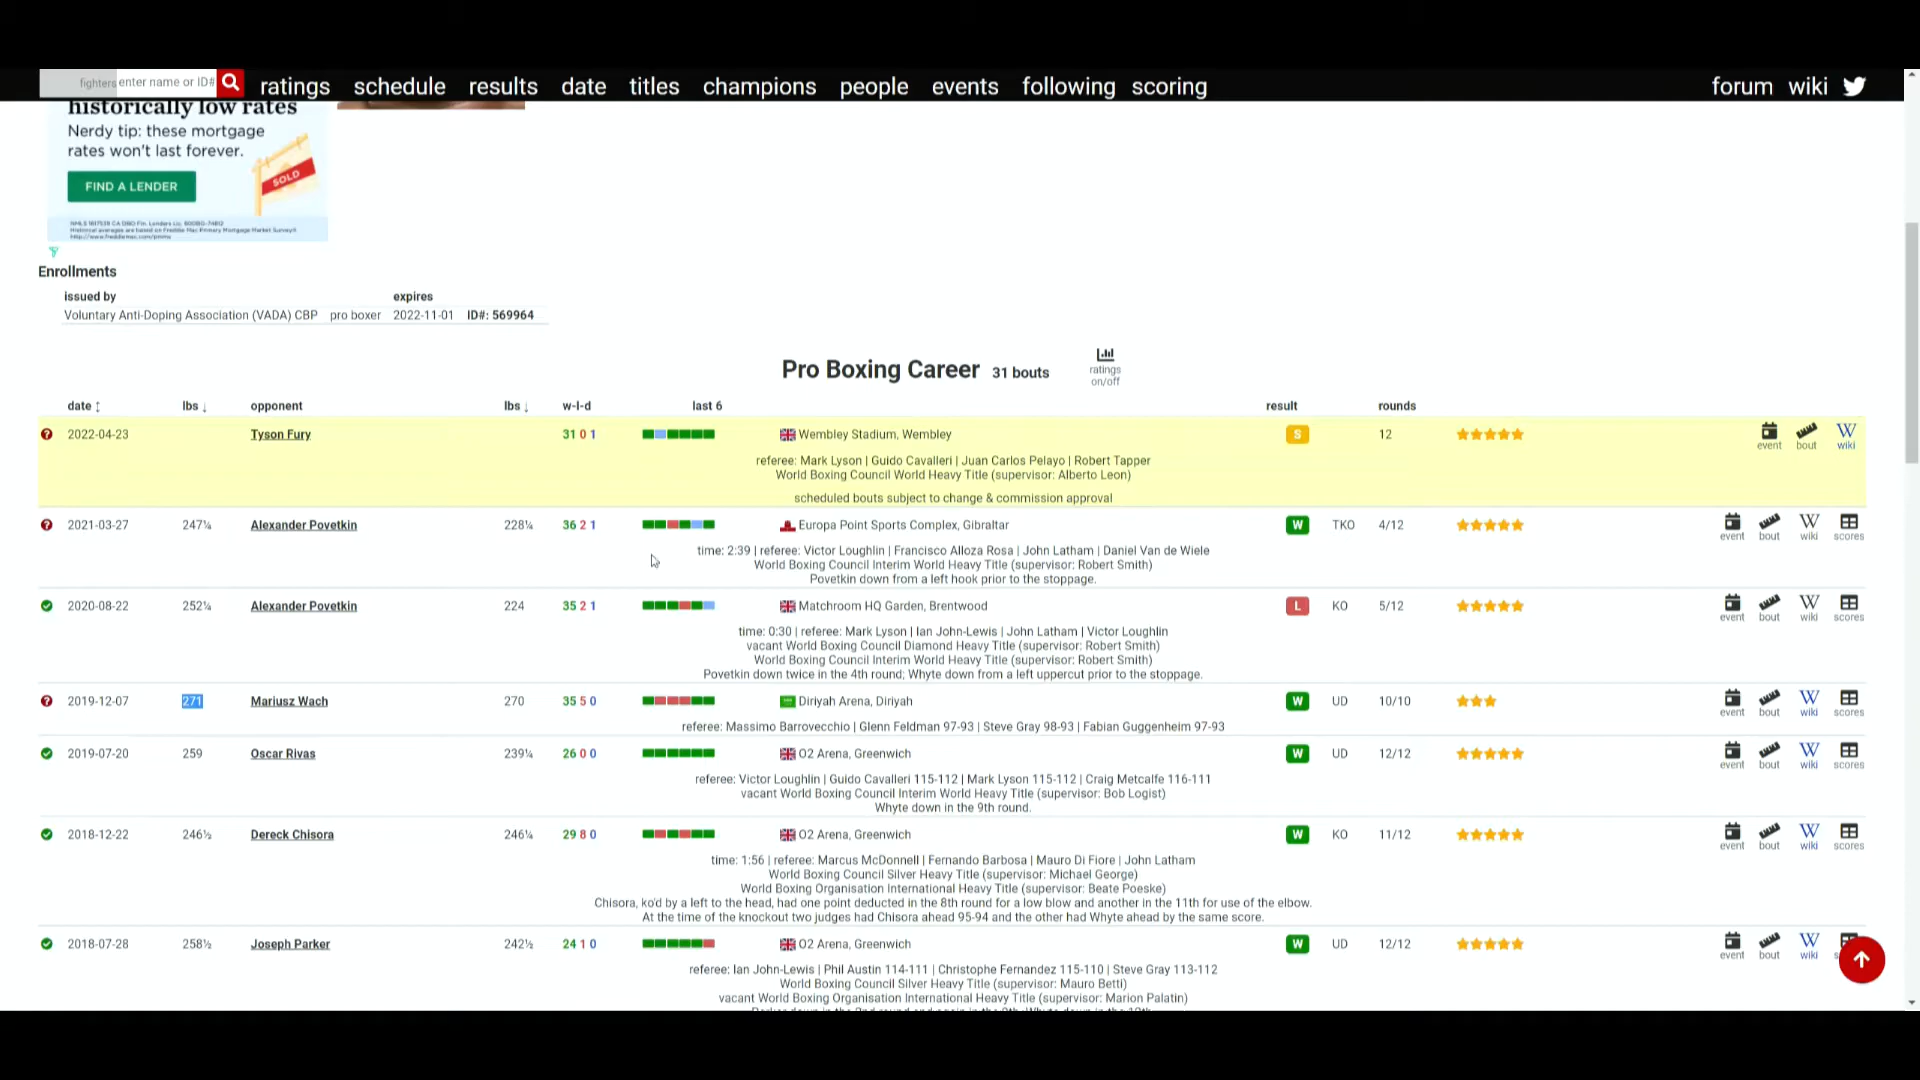 fighters enter name or ID# ratings schedule results date titles champions people events following scoring forum wiki
historically low rates
Nerdy tip: these mortgage
rates won't last forever.
SOLD
FIND A LENDER
Enrollments
issued by expires
Voluntary Anti-Doping Association (VADA) CBP pro boxer 2022-11-01 ID#: 569964
Pro Boxing Career 31 bouts
ratings
on/off
date lbs opponent lbs w-l-d last 6 result rounds
2022-04-23 Tyson Fury 31 0 1 Wembley Stadium, Wembley S 12 event bout wiki
referee: Mark Lyson | Guido Cavalleri | Juan Carlos Pelayo | Robert Tapper
World Boxing Council World Heavy Title (supervisor: Alberto Leon)
scheduled bouts subject to change & commission approval
2021-03-27 247¼ Alexander Povetkin 228¼ 36 2 1 Europa Point Sports Complex, Gibraltar W TKO 4/12 event bout wiki scores
time: 2:39 | referee: Victor Loughlin | Francisco Alloza Rosa | John Latham | Daniel Van de Wiele
World Boxing Council Interim World Heavy Title (supervisor: Robert Smith)
Povetkin down from a left hook prior to the stoppage.
2020-08-22 252¼ Alexander Povetkin 224 35 2 1 Matchroom HQ Garden, Brentwood L KO 5/12 event bout wiki scores
time: 0:30 | referee: Mark Lyson | Ian John-Lewis | John Latham | Victor Loughlin
vacant World Boxing Council Diamond Heavy Title (supervisor: Robert Smith)
World Boxing Council Interim World Heavy Title (supervisor: Robert Smith)
Povetkin down twice in the 4th round; Whyte down from a left uppercut prior to the stoppage.
2019-12-07 271 Mariusz Wach 270 35 5 0 Diriyah Arena, Diriyah W UD 10/10 event bout wiki scores
referee: Massimo Barrovecchio | Glenn Feldman 97-93 | Steve Gray 98-93 | Fabian Guggenheim 97-93
2019-07-20 259 Oscar Rivas 239¼ 26 0 0 O2 Arena, Greenwich W UD 12/12 event bout wiki scores
referee: Victor Loughlin | Guido Cavalleri 115-112 | Mark Lyson 115-112 | Craig Metcalfe 116-111
vacant World Boxing Council Interim World Heavy Title (supervisor: Bob Logist)
Whyte down in the 9th round.
2018-12-22 246½ Dereck Chisora 246¼ 29 8 0 O2 Arena, Greenwich W KO 11/12 event bout wiki scores
time: 1:56 | referee: Marcus McDonnell | Fernando Barbosa | Mauro Di Fiore | John Latham
World Boxing Council Silver Heavy Title (supervisor: Michael George)
World Boxing Organisation International Heavy Title (supervisor: Beate Poeske)
Chisora, ko'd by a left to the head, had one point deducted in the 8th round for a low blow and another in the 11th for use of the elbow.
At the time of the knockout two judges had Chisora ahead 95-94 and the other had Whyte ahead by the same score.
2018-07-28 258½ Joseph Parker 242½ 24 1 0 O2 Arena, Greenwich W UD 12/12 event bout wiki
referee: Ian John-Lewis | Phil Austin 114-111 | Christophe Fernandez 115-110 | Steve Gray 113-112
World Boxing Council Silver Heavy Title (supervisor: Mauro Betti)
vacant World Boxing Organisation International Heavy Title (supervisor: Marion Palatin)